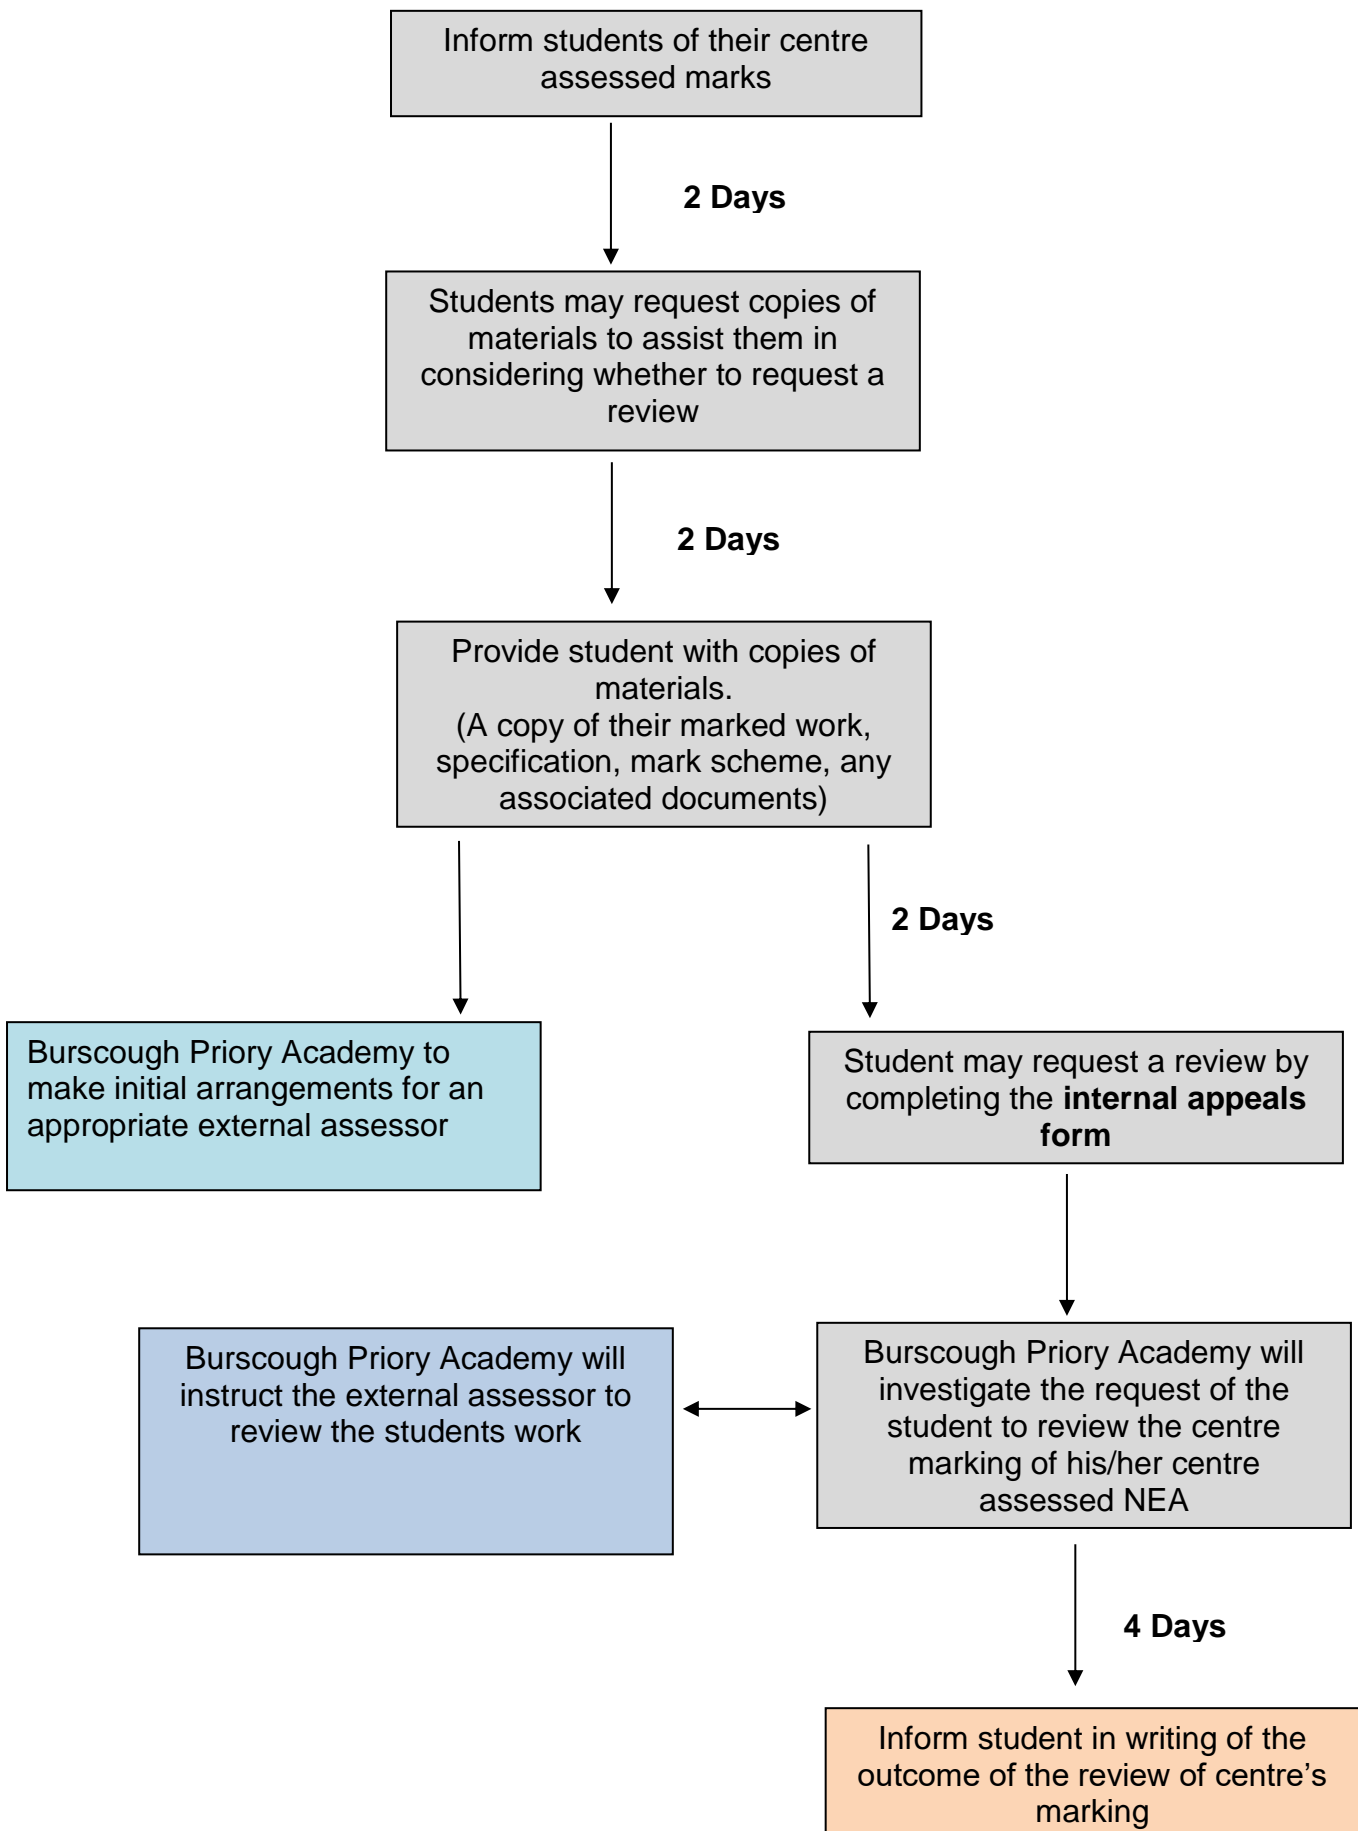 Inform students of their centre
assessed marks
2 Days
Students may request copies of
materials to assist them in
considering whether to request a
review
2 Days
Provide student with copies of
materials.
(A copy of their marked work,
specification, mark scheme, any
associated documents)
2 Days
Burscough Priory Academy to
make initial arrangements for an
appropriate external assessor
Student may request a review by
completing the internal appeals
form
Burscough Priory Academy will
instruct the external assessor to
review the students work
Burscough Priory Academy will
investigate the request of the
student to review the centre
marking of his/her centre
assessed NEA
4 Days
Inform student in writing of the
outcome of the review of centre’s
marking